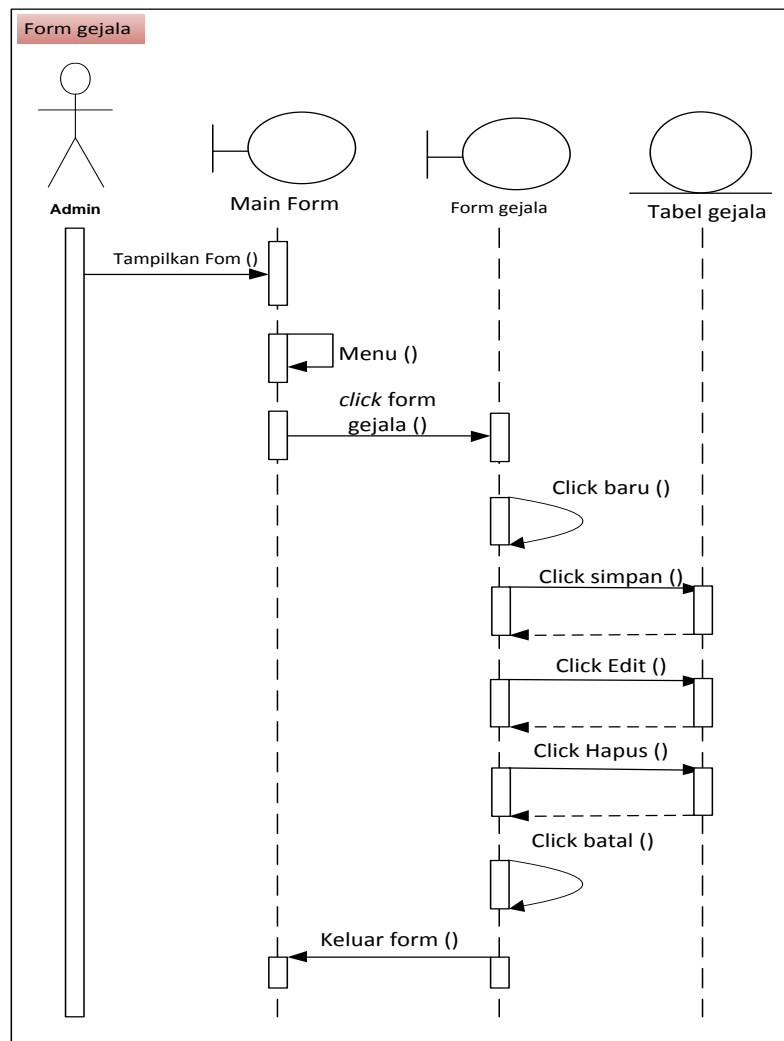 Form gejala
Admin
Main Form
Form gejala
Tabel gejala
Tampilkan Fom ()
Menu ()
click form
gejala ()
Click baru ()
Click simpan ()
Click Edit ()
Click Hapus ()
Click batal ()
Keluar form ()